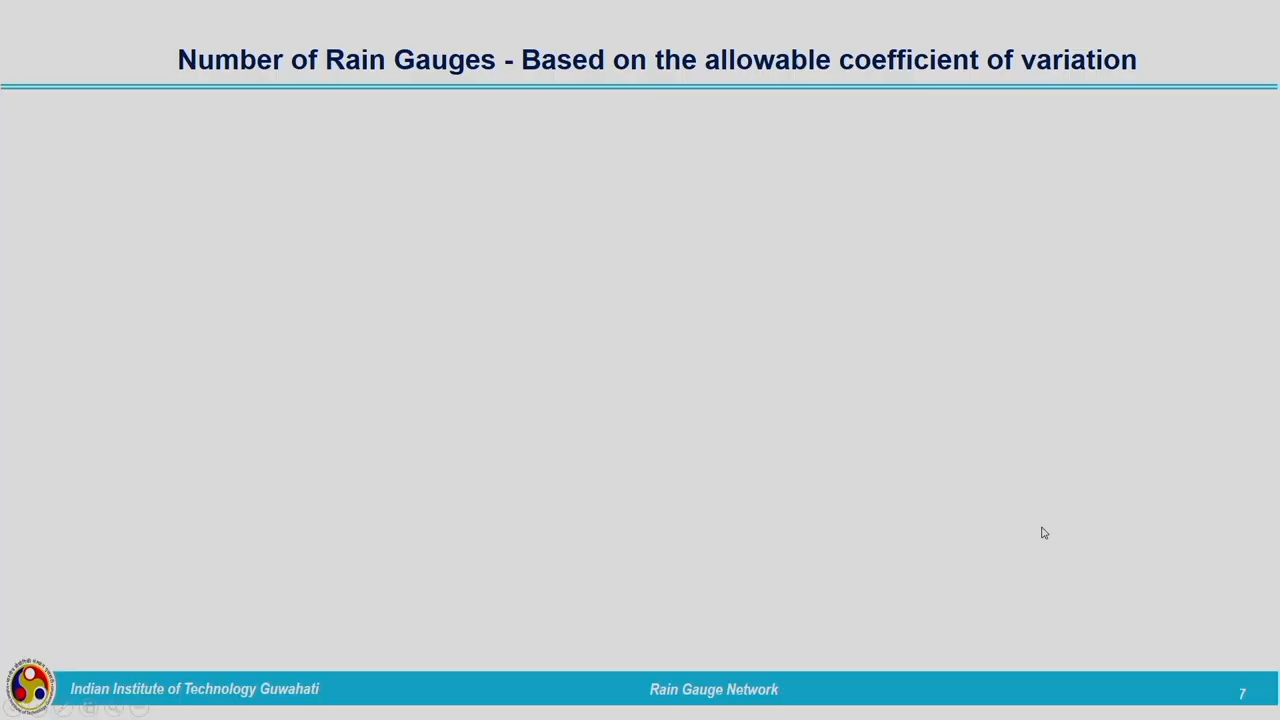 Number of Rain Gauges - Based on the allowable coefficient of variation
Indian Institute of Technology Guwahati
Rain Gauge Network
7